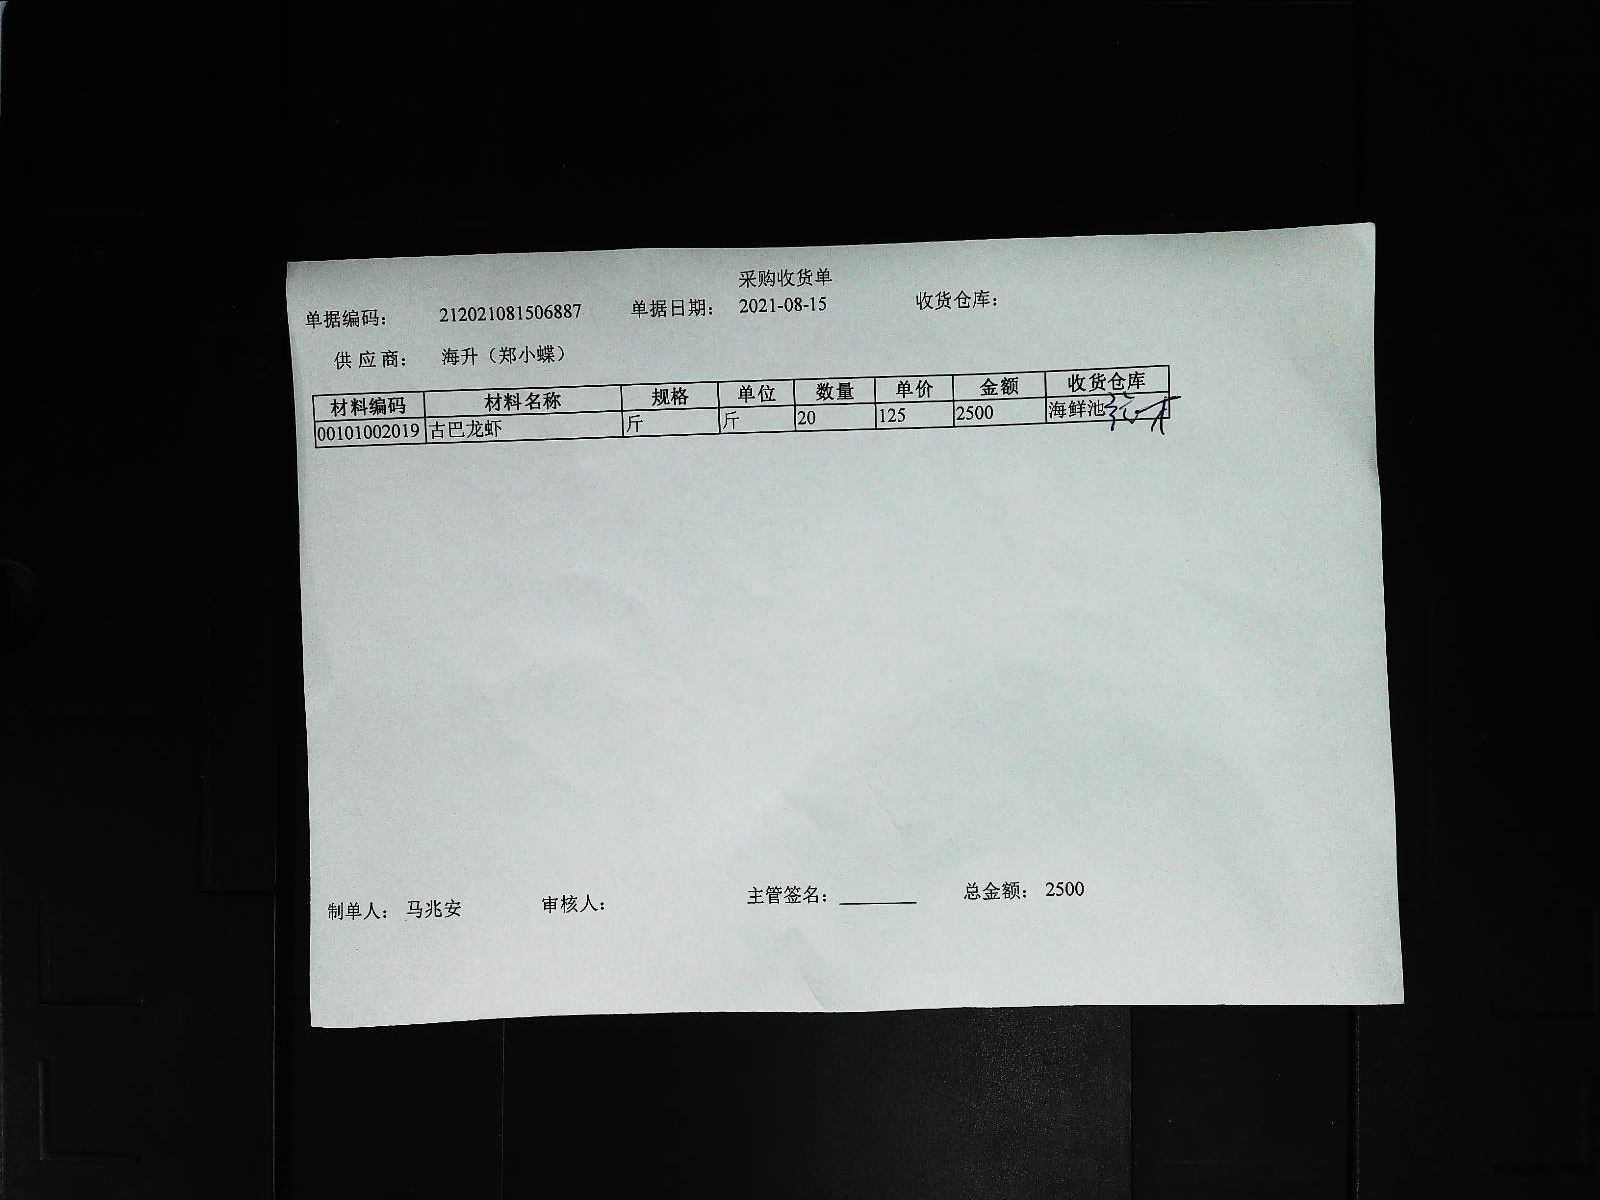 采购收货单
单据编码: 212021081506887 单据日期: 2021-08-15 收货仓库:
供 应 商: 海升（郑小蝶）
材料编码 材料名称 规格 单位 数量 单价 金额 收货仓库
00101002019 古巴龙虾 斤 斤 20 125 2500 海鲜池
制单人: 马兆安 审核人: 主管签名: 总金额: 2500